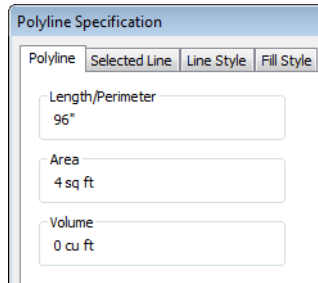 Polyline Specification
Polyline Selected Line Line Style Fill Style
Length/Perimeter
96"
Area
4 sq ft
Volume
0 cu ft